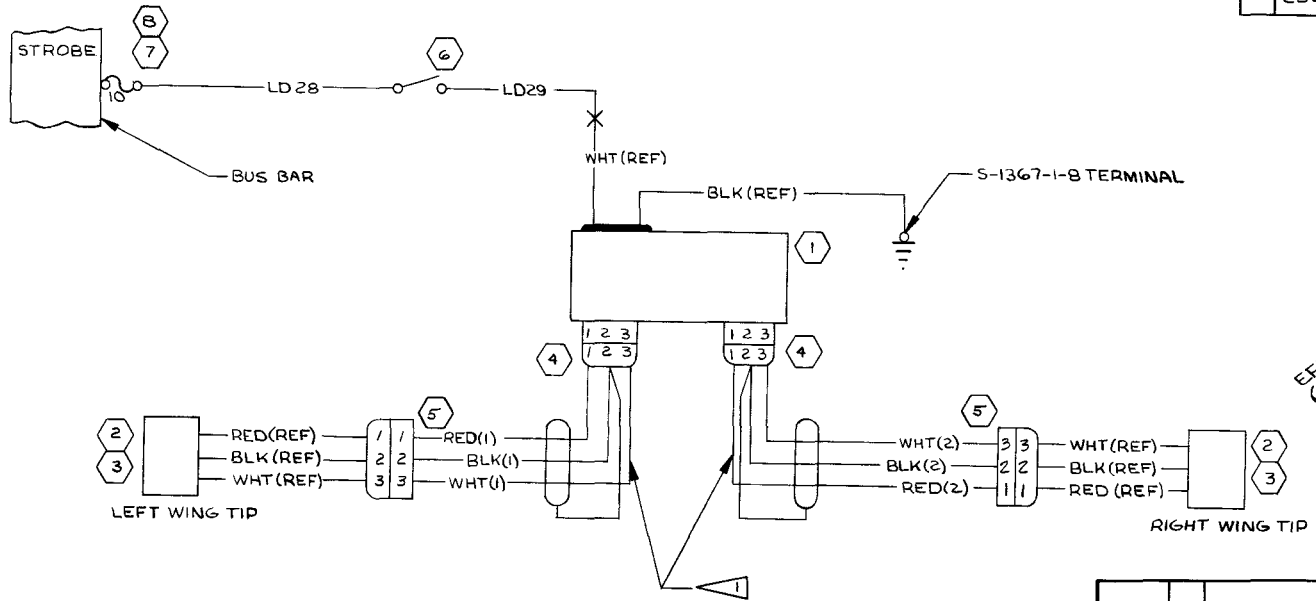 8
STROBE
7
6
10
LD28
LD29
WHT(REF)
BUS BAR
BLK(REF)
S-1367-1-8 TERMINAL
1
1 2 3
1 2 3
1 2 3
1 2 3
4
4
5
5
2
3
RED(REF)
1 1
RED(1)
BLK(REF)
2 2
BLK(1)
WHT(REF)
3 3
WHT(1)
LEFT WING TIP
WHT(2)
3 3
WHT(REF)
BLK(2)
2 2
BLK(REF)
RED(2)
1 1
RED (REF)
2
3
RIGHT WING TIP
1